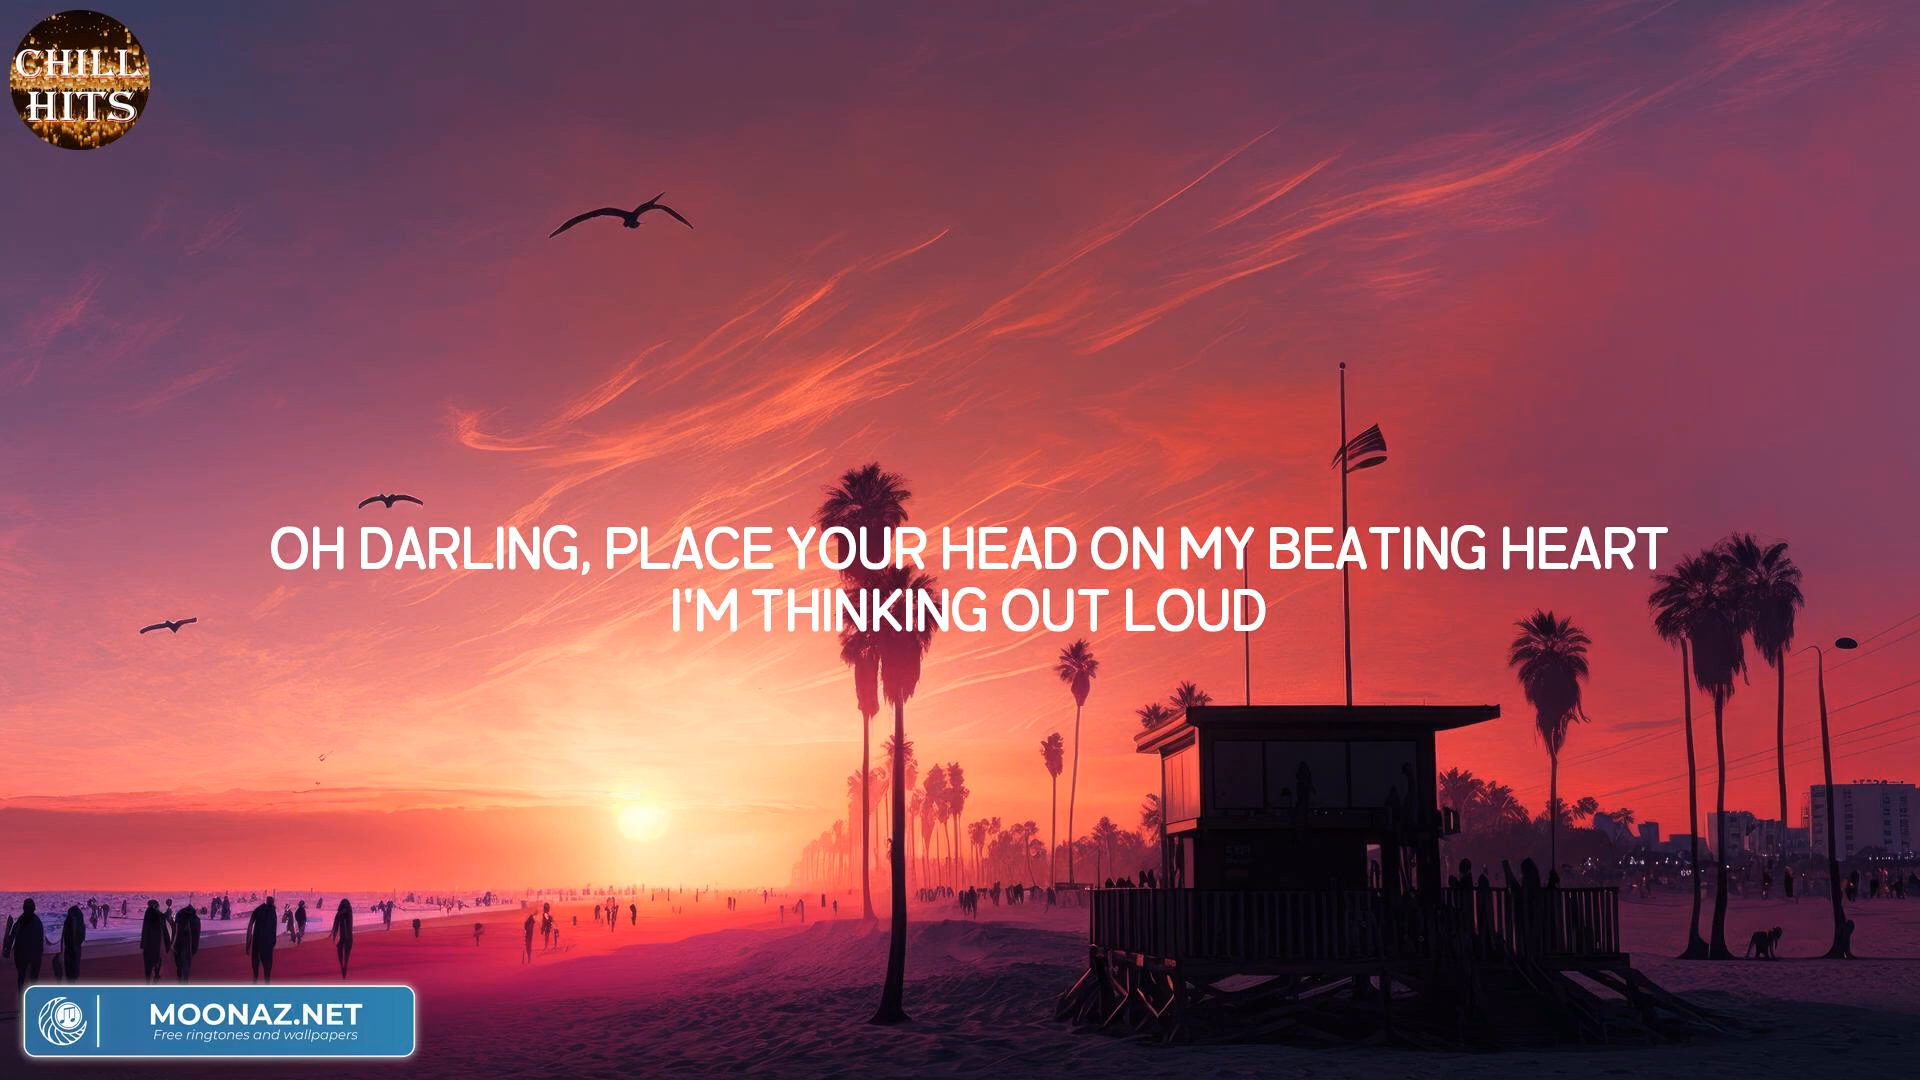 CHILL
HITS
OH DARLING, PLACE YOUR HEAD ON MY BEATING HEART
I'M THINKING OUT LOUD
MOONAZ.NET
Free ringtones and wallpapers